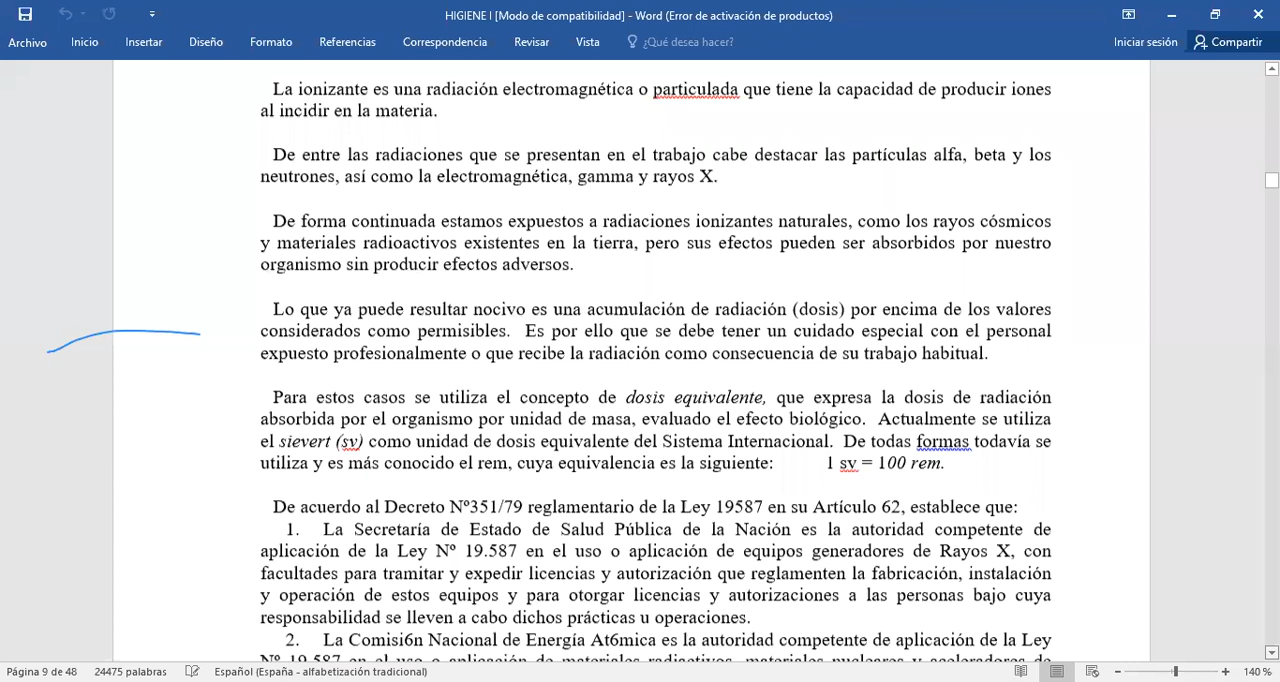 HIGIENE I [Modo de compatibilidad] - Word (Error de activación de productos)
Archivo Inicio Insertar Diseño Formato Referencias Correspondencia Revisar Vista ¿Qué desea hacer? Iniciar sesión Compartir
La ionizante es una radiación electromagnética o particulada que tiene la capacidad de producir iones
al incidir en la materia.
De entre las radiaciones que se presentan en el trabajo cabe destacar las partículas alfa, beta y los
neutrones, así como la electromagnética, gamma y rayos X.
De forma continuada estamos expuestos a radiaciones ionizantes naturales, como los rayos cósmicos
y materiales radioactivos existentes en la tierra, pero sus efectos pueden ser absorbidos por nuestro
organismo sin producir efectos adversos.
Lo que ya puede resultar nocivo es una acumulación de radiación (dosis) por encima de los valores
considerados como permisibles. Es por ello que se debe tener un cuidado especial con el personal
expuesto profesionalmente o que recibe la radiación como consecuencia de su trabajo habitual.
Para estos casos se utiliza el concepto de dosis equivalente, que expresa la dosis de radiación
absorbida por el organismo por unidad de masa, evaluado el efecto biológico. Actualmente se utiliza
el sievert (sv) como unidad de dosis equivalente del Sistema Internacional. De todas formas todavía se
utiliza y es más conocido el rem, cuya equivalencia es la siguiente: 1 sv = 100 rem.
De acuerdo al Decreto Nº351/79 reglamentario de la Ley 19587 en su Artículo 62, establece que:
1. La Secretaría de Estado de Salud Pública de la Nación es la autoridad competente de
aplicación de la Ley Nº 19.587 en el uso o aplicación de equipos generadores de Rayos X, con
facultades para tramitar y expedir licencias y autorización que reglamenten la fabricación, instalación
y operación de estos equipos y para otorgar licencias y autorizaciones a las personas bajo cuya
responsabilidad se lleven a cabo dichos prácticas u operaciones.
2. La Comisi6n Nacional de Energía At6mica es la autoridad competente de aplicación de la Ley
Nº 19.587 en el uso o aplicación de materiales radiactivos, materiales nucleares y aceleradores de
Página 9 de 48 24475 palabras Español (España - alfabetización tradicional) 140 %